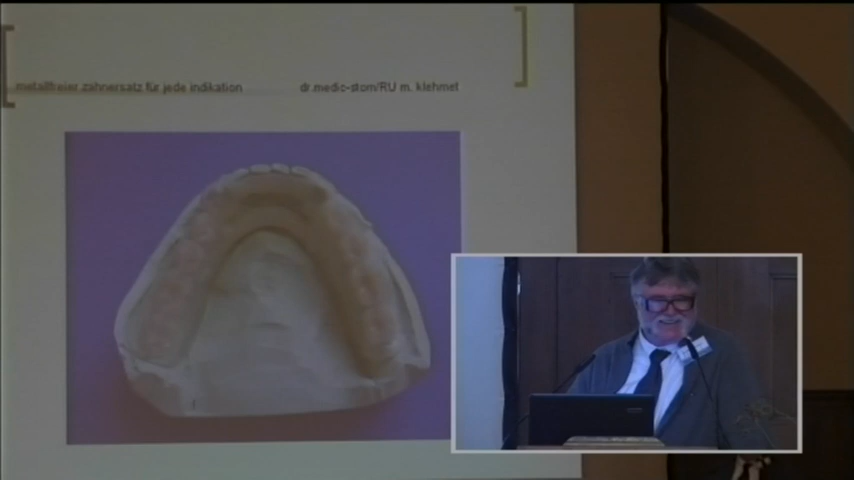 metallfreier zahnersatz für jede indikation dr.medic-stom/RU m. klehmet